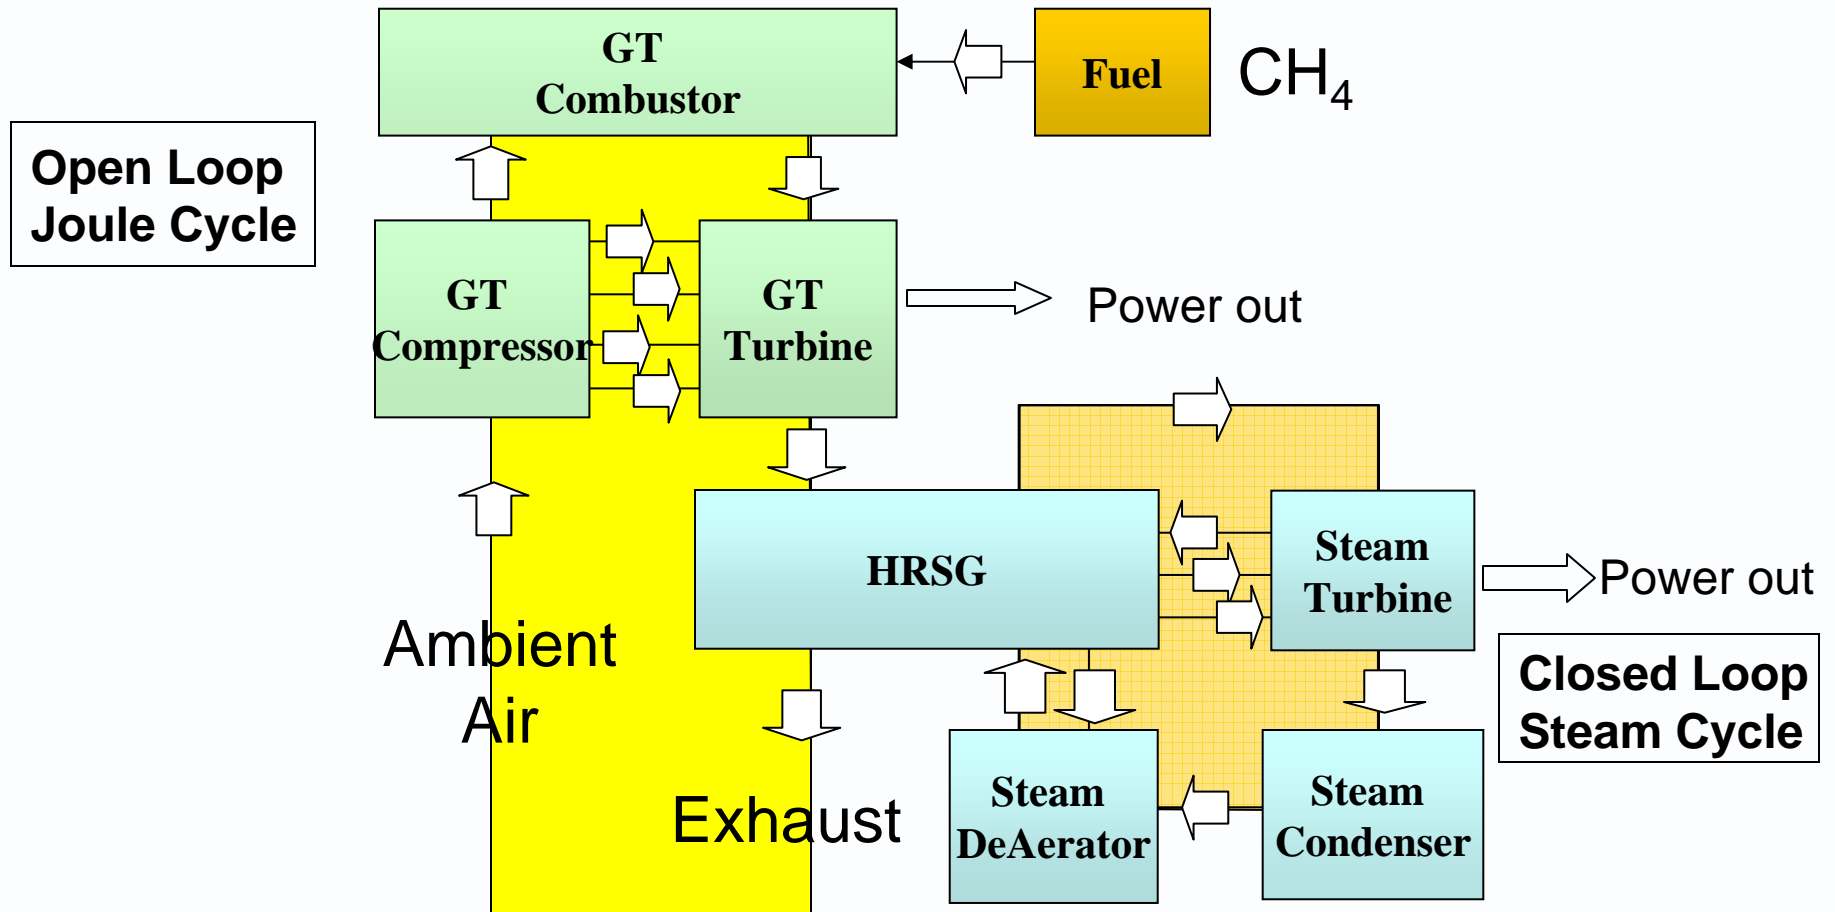 GT
Combustor
Fuel
CH₄
Open Loop
Joule Cycle
GT
Compressor
GT
Turbine
Power out
HRSG
Steam
Turbine
Power out
Ambient
Air
Closed Loop
Steam Cycle
Exhaust
Steam
DeAerator
Steam
Condenser